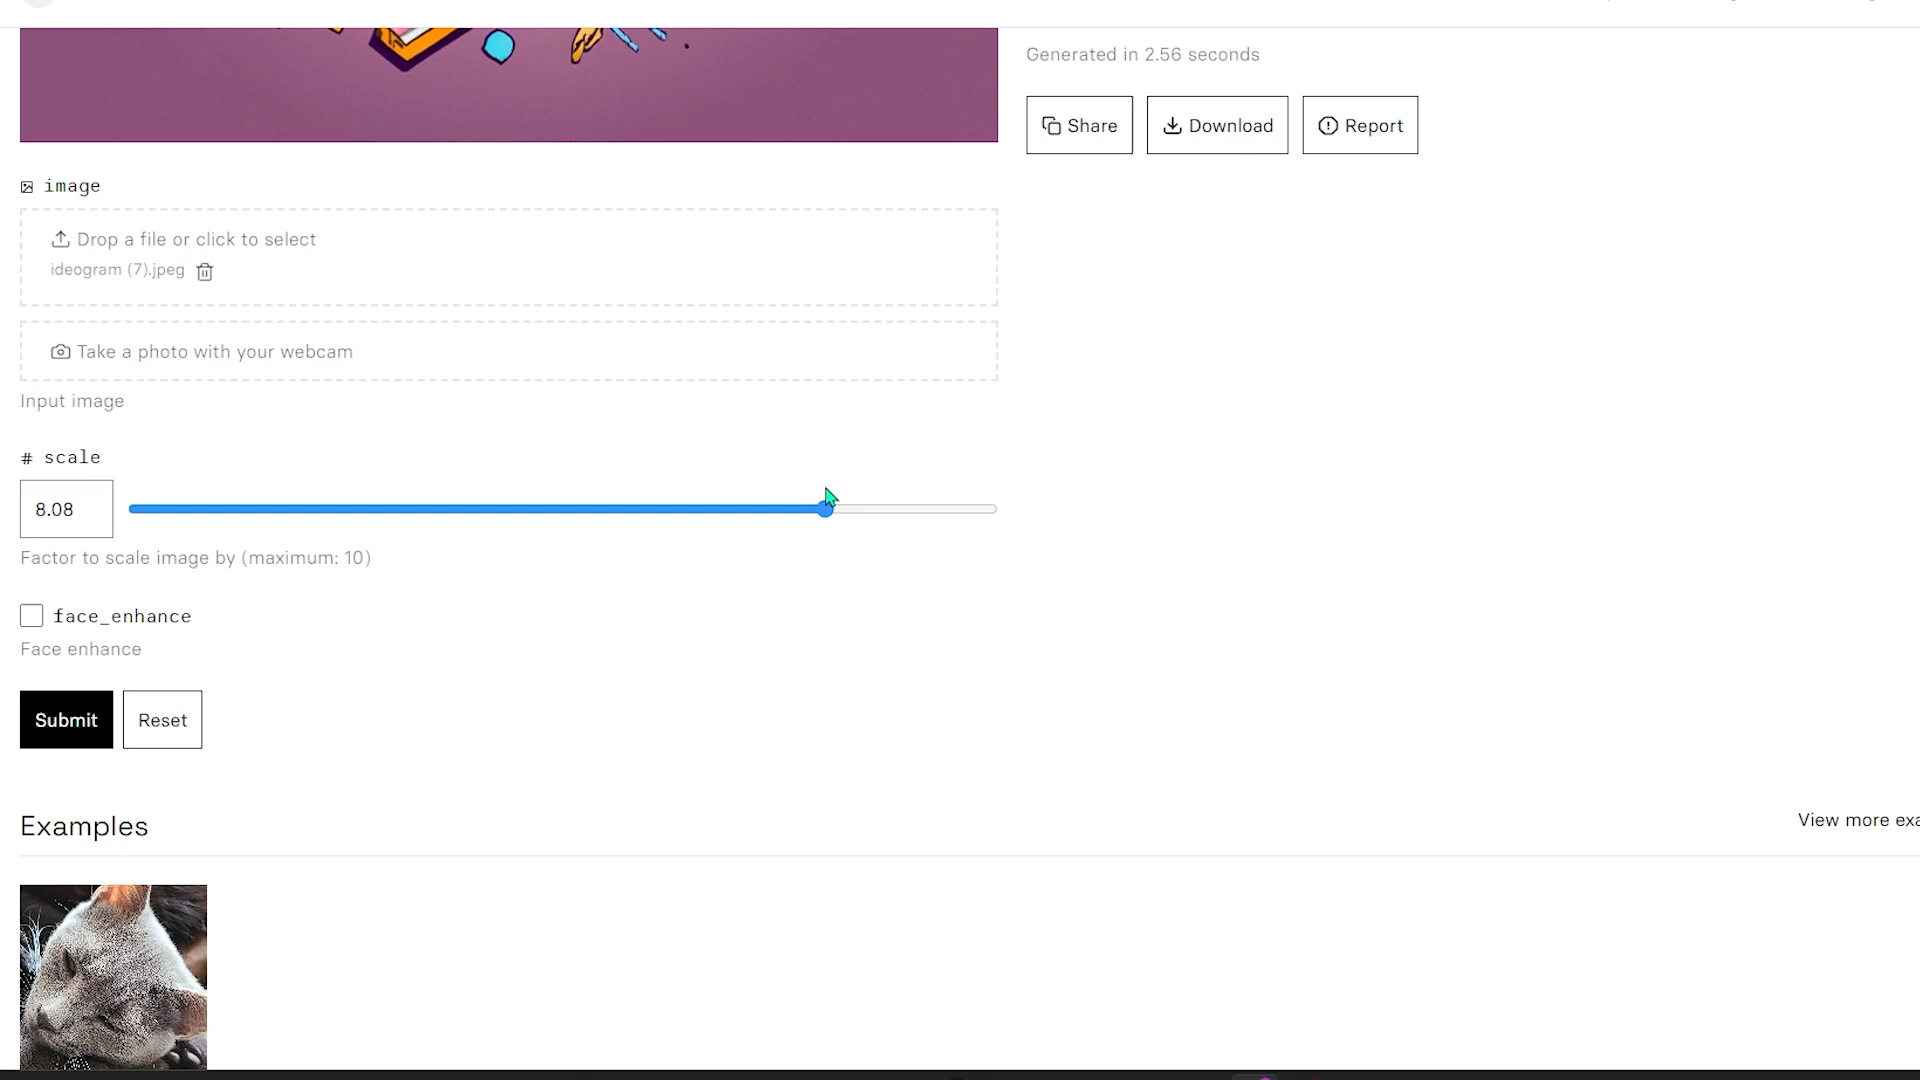 Generated in 2.56 seconds
Share
Download
Report
image
Drop a file or click to select
ideogram (7).jpeg
Take a photo with your webcam
Input image
# scale
8.08
Factor to scale image by (maximum: 10)
face_enhance
Face enhance
Submit
Reset
Examples
View more